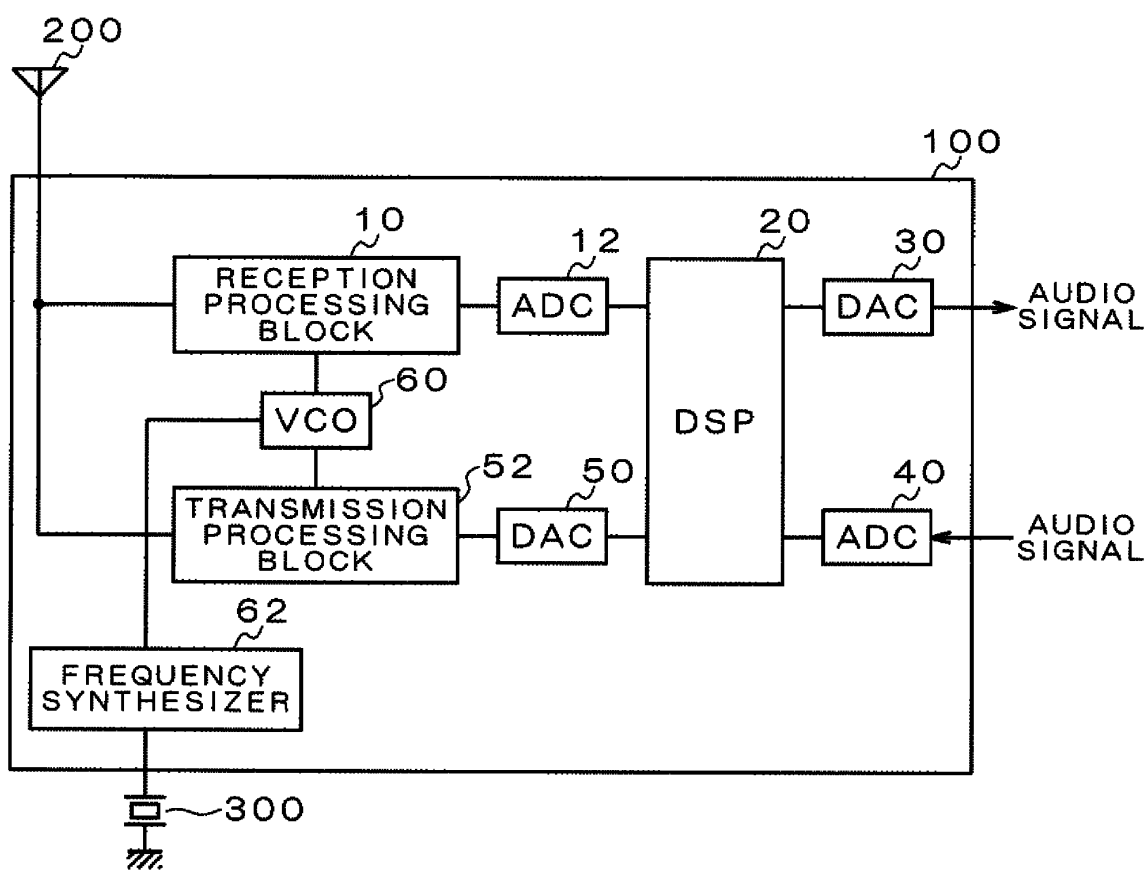 200
100
10
RECEPTION
PROCESSING
BLOCK
12
ADC
20
DSP
30
DAC
AUDIO
SIGNAL
60
VCO
52
TRANSMISSION
PROCESSING
BLOCK
50
DAC
40
ADC
AUDIO
SIGNAL
62
FREQUENCY
SYNTHESIZER
300